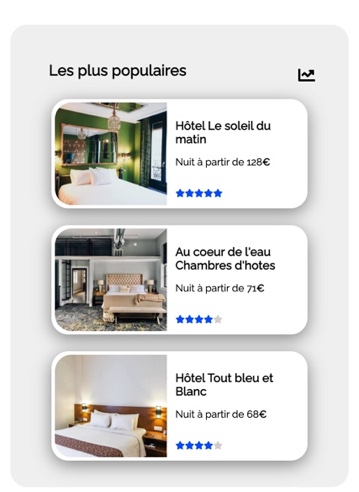 Les plus populaires
Hôtel Le soleil du
matin
Nuit à partir de 128€
Au coeur de l'eau
Chambres d'hotes
Nuit à partir de 71€
Hôtel Tout bleu et
Blanc
Nuit à partir de 68€